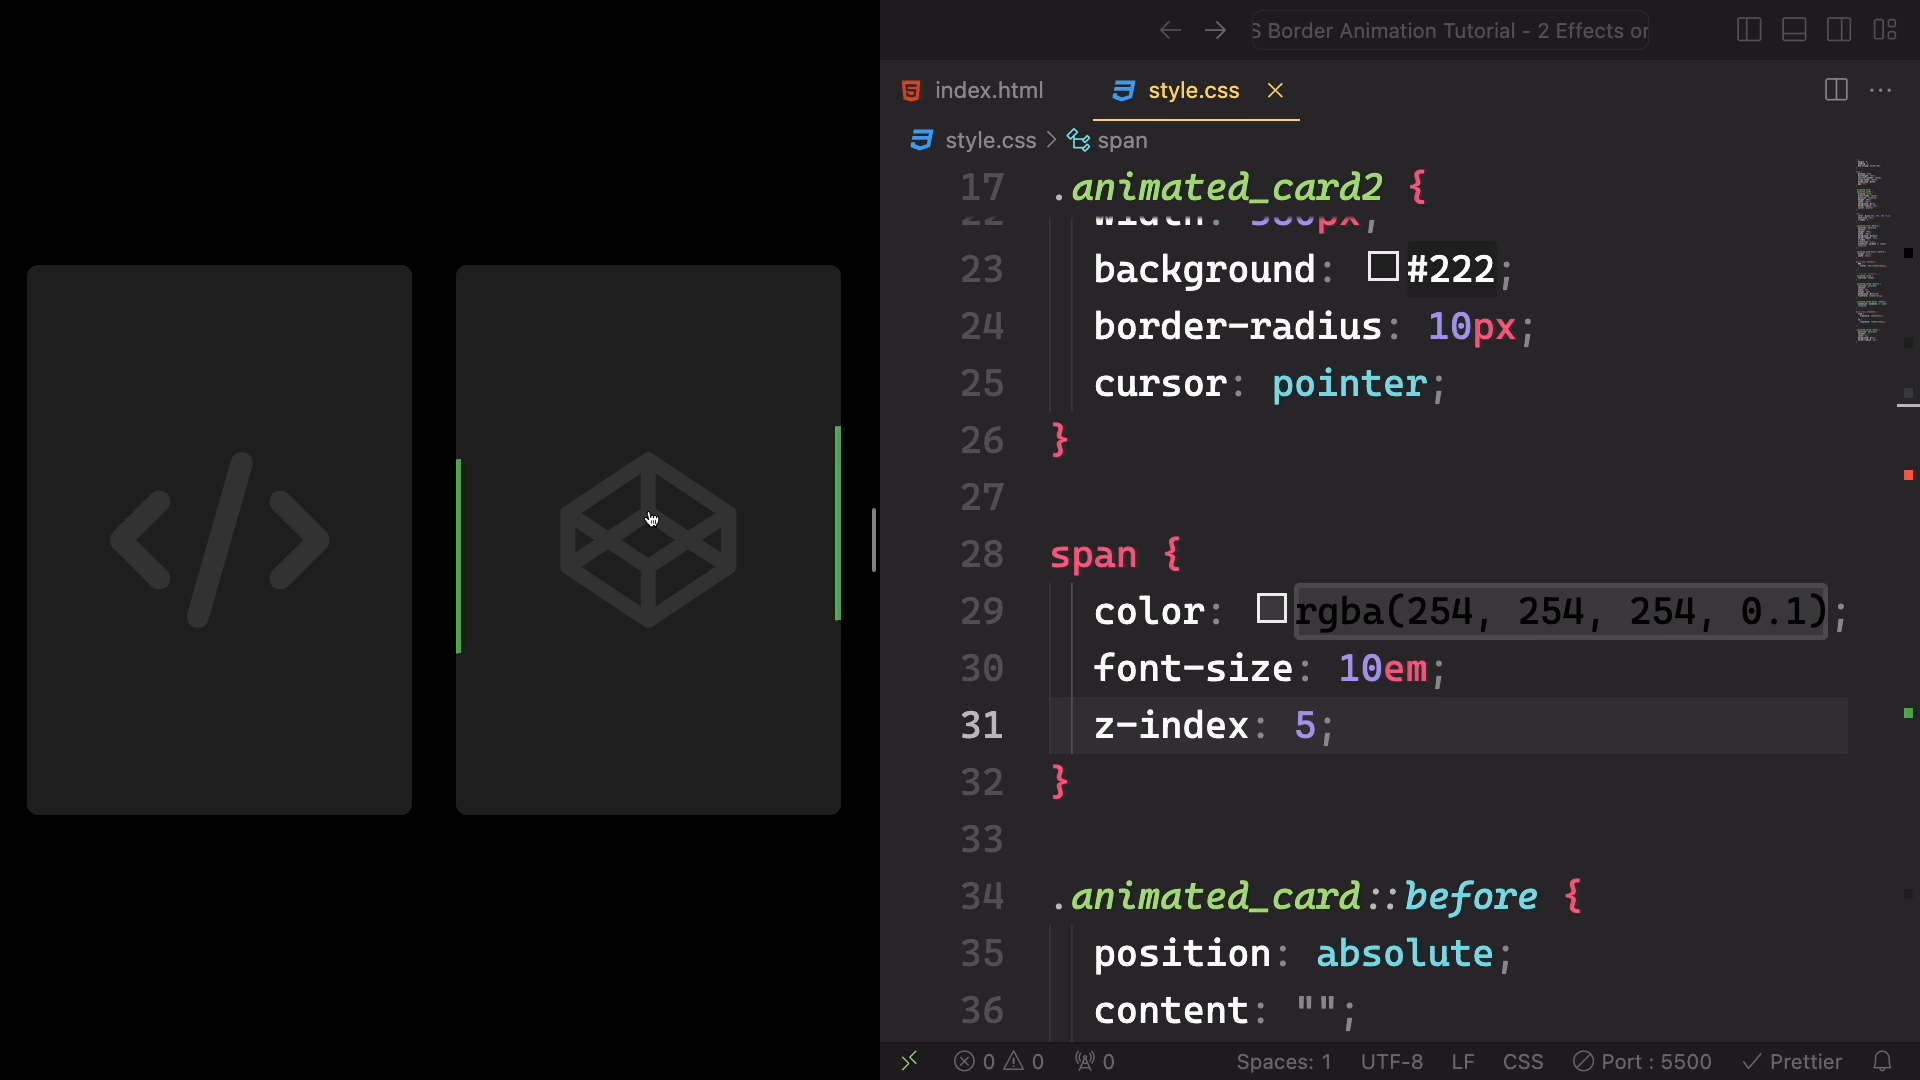 S Border Animation Tutorial - 2 Effects or
index.html
style.css
style.css > span
17 .animated_card2 {
22 width: 300px;
23 background: #222;
24 border-radius: 10px;
25 cursor: pointer;
26 }
27
28 span {
29 color: rgba(254, 254, 254, 0.1);
30 font-size: 10em;
31 z-index: 5;
32 }
33
34 .animated_card::before {
35 position: absolute;
36 content: "";
0 0 0 Spaces: 1 UTF-8 LF CSS Port : 5500 Prettier